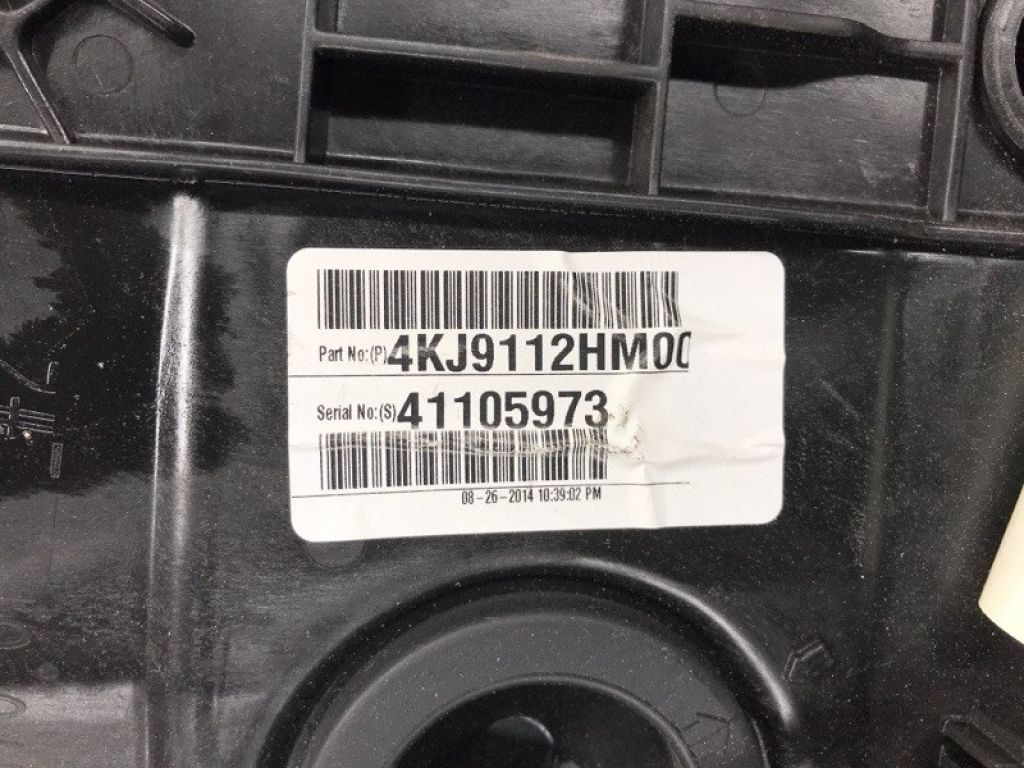 Part No:(P)4KJ9112HM00
Serial No:(S)41105973
08-26-2014 10:39:02 PM